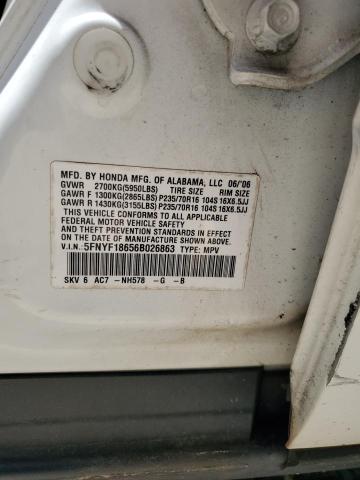 MFD. BY HONDA MFG. OF ALABAMA, LLC 06/'06
GVWR 2700KG(5950LBS) TIRE SIZE RIM SIZE
GAWR F 1300KG(2865LBS) P235/70R16 104S 16X6.5JJ
GAWR R 1430KG(3155LBS) P235/70R16 104S 16X6.5JJ
THIS VEHICLE CONFORMS TO ALL APPLICABLE
FEDERAL MOTOR VEHICLE SAFETY AND
THEFT PREVENTION STANDARDS IN EFFECT
ON THE DATE OF MANUFACTURE SHOWN ABOVE.
V.I.N.: 5FNYF18656B026863 TYPE: MPV
SKV 6 AC7 -NH578 -G -B